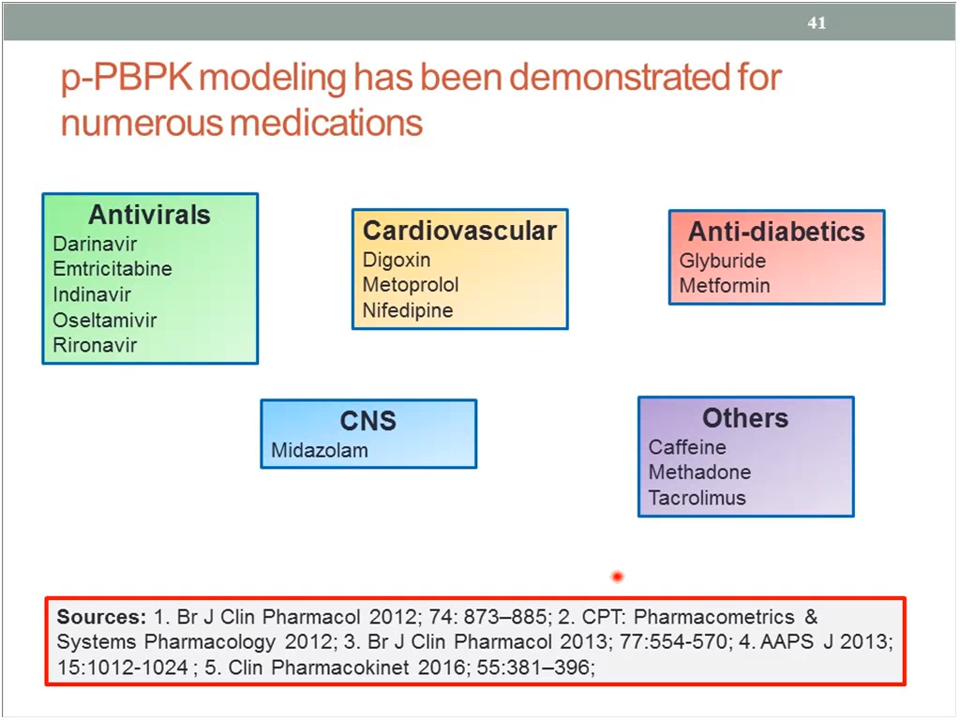 41
p-PBPK modeling has been demonstrated for
numerous medications
Antivirals
Darinavir
Emtricitabine
Indinavir
Oseltamivir
Rironavir
Cardiovascular
Digoxin
Metoprolol
Nifedipine
Anti-diabetics
Glyburide
Metformin
CNS
Midazolam
Others
Caffeine
Methadone
Tacrolimus
Sources: 1. Br J Clin Pharmacol 2012; 74: 873–885; 2. CPT: Pharmacometrics &
Systems Pharmacology 2012; 3. Br J Clin Pharmacol 2013; 77:554-570; 4. AAPS J 2013;
15:1012-1024 ; 5. Clin Pharmacokinet 2016; 55:381–396;